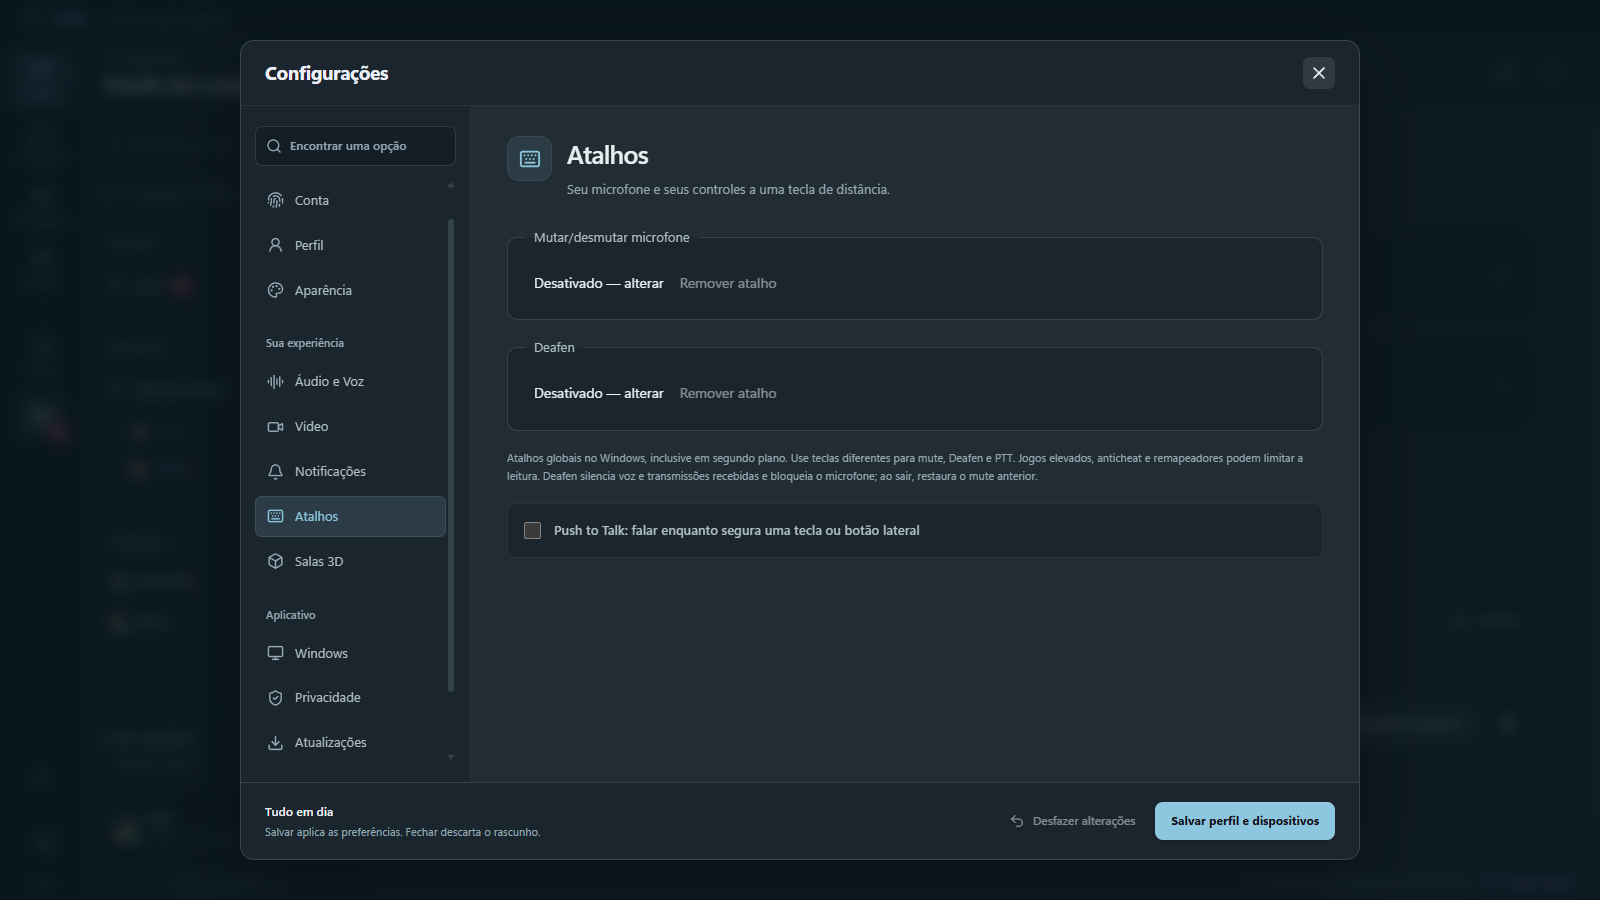 Configurações
Encontrar uma opção
Conta
Perfil
Aparência
Sua experiência
Áudio e Voz
Vídeo
Notificações
Atalhos
Salas 3D
Aplicativo
Windows
Privacidade
Atualizações
Atalhos
Seu microfone e seus controles a uma tecla de distância.
Mutar/desmutar microfone
Desativado — alterar Remover atalho
Deafen
Desativado — alterar Remover atalho
Atalhos globais no Windows, inclusive em segundo plano. Use teclas diferentes para mute, Deafen e PTT. Jogos elevados, anticheat e remapeadores podem limitar a
leitura. Deafen silencia voz e transmissões recebidas e bloqueia o microfone; ao sair, restaura o mute anterior.
Push to Talk: falar enquanto segura uma tecla ou botão lateral
Tudo em dia
Salvar aplica as preferências. Fechar descarta o rascunho.
Desfazer alterações
Salvar perfil e dispositivos